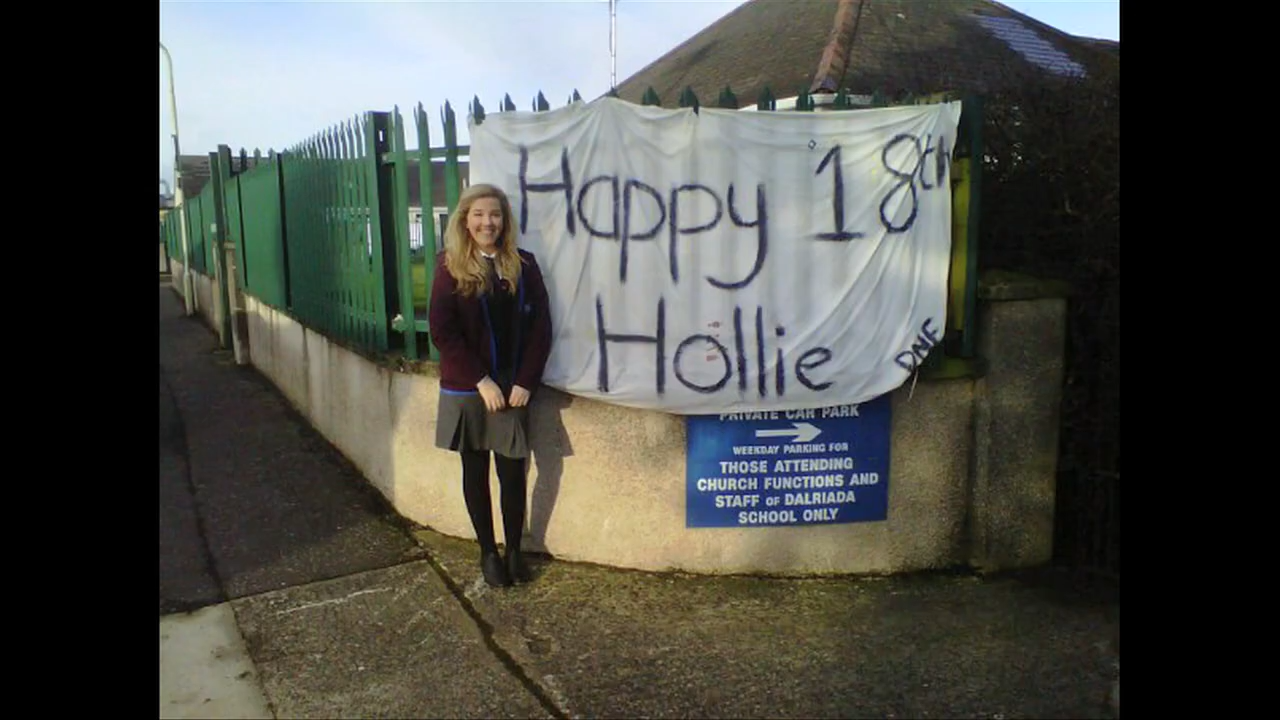 Happy 18th
Hollie
DNF
PRIVATE CAR PARK
WEEKDAY PARKING FOR
THOSE ATTENDING
CHURCH FUNCTIONS AND
STAFF OF DALRIADA
SCHOOL ONLY